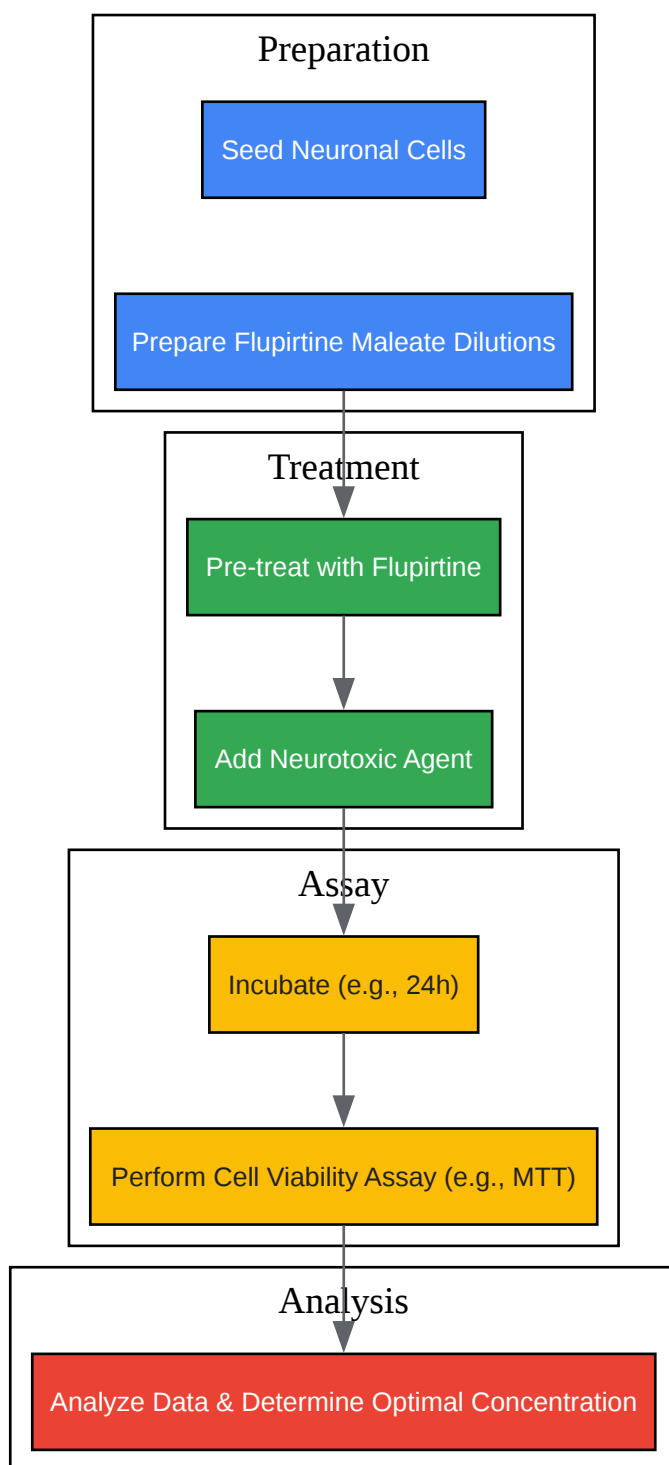 Preparation
Seed Neuronal Cells
Prepare Flupirtine Maleate Dilutions
Treatment
Pre-treat with Flupirtine
Add Neurotoxic Agent
Assay
Incubate (e.g., 24h)
Perform Cell Viability Assay (e.g., MTT)
Analysis
Analyze Data & Determine Optimal Concentration